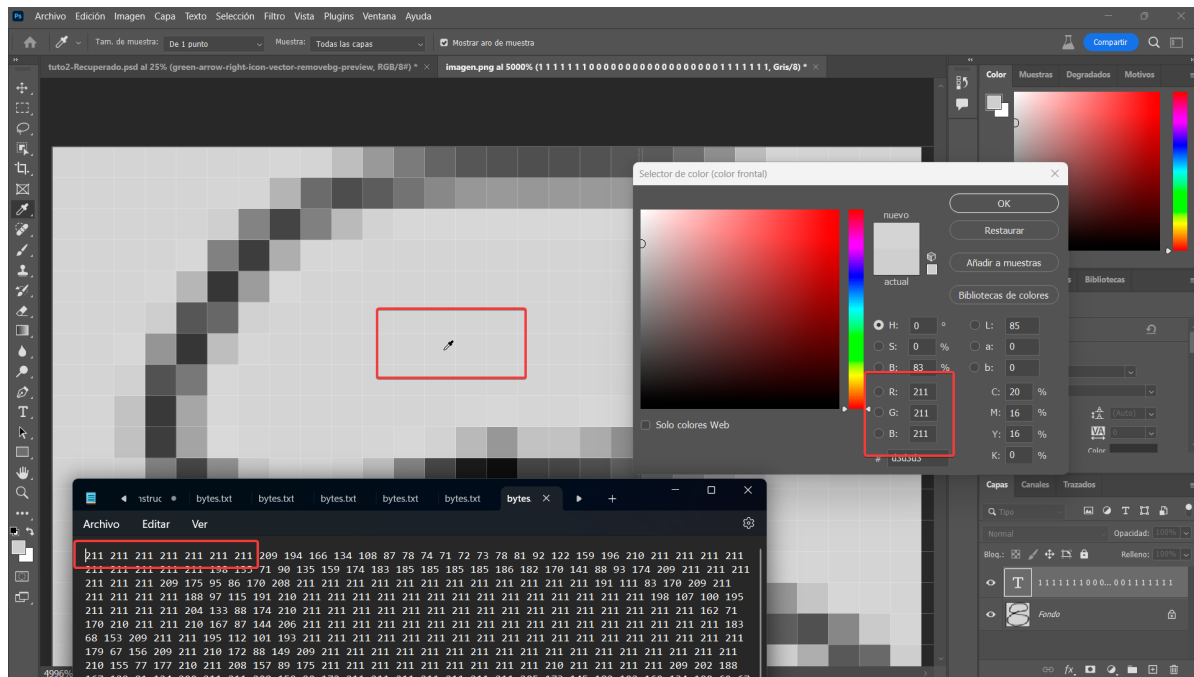 Ps Archivo Edición Imagen Capa Texto Selección Filtro Vista Plugins Ventana Ayuda
Tam. de muestra: De 1 punto Muestra: Todas las capas Mostrar aro de muestra Compartir
tuto2-Recuperado.psd al 25% (green-arrow-right-icon-vector-removebg-preview, RGB/8#) * × imagen.png al 5000% (1 1 1 1 1 1 1 0 0 0 0 0 0 0 0 0 0 0 0 0 0 0 0 0 0 0 1 1 1 1 1 1 1, Gris/8) * ×
Color Muestras Degradados Motivos
Selector de color (color frontal)
nuevo
actual
OK
Restaurar
Añadir a muestras
Bibliotecas de colores
H: 0 ° L: 85
S: 0 % a: 0
B: 83 % b: 0
R: 211 C: 20 %
G: 211 M: 16 %
B: 211 Y: 16 %
# d3d3d3 K: 0 %
Solo colores Web
Bibliotecas
(Auto)
VA 0
Color:
Capas Canales Trazados
Tipo
Normal Opacidad: 100%
Bloq.: Relleno: 100%
T 1 1 1 1 1 1 1 0 0 0... 0 0 1 1 1 1 1 1 1
Fondo
nstruc bytes.txt bytes.txt bytes.txt bytes.txt bytes
Archivo Editar Ver
211 211 211 211 211 211 211 209 194 166 134 108 87 78 74 71 72 73 78 81 92 122 159 196 210 211 211 211 211
211 211 211 211 211 198 135 71 90 135 159 174 183 185 185 185 185 186 182 170 141 88 93 174 209 211 211 211
211 211 211 209 175 95 86 170 208 211 211 211 211 211 211 211 211 211 211 211 191 111 83 170 209 211
211 211 211 211 188 97 115 191 210 211 211 211 211 211 211 211 211 211 211 211 211 211 198 107 100 195
211 211 211 211 204 133 88 174 210 211 211 211 211 211 211 211 211 211 211 211 211 211 211 211 162 71
170 210 211 211 210 167 87 144 206 211 211 211 211 211 211 211 211 211 211 211 211 211 211 211 211 183
68 153 209 211 211 195 112 101 193 211 211 211 211 211 211 211 211 211 211 211 211 211 211 211 211 211
179 67 156 209 211 210 172 88 149 209 211 211 211 211 211 211 211 211 211 211 211 211 211 211 211 211
210 155 77 177 210 211 208 157 89 175 211 211 211 211 211 211 211 211 210 211 211 211 211 209 202 188
4996%